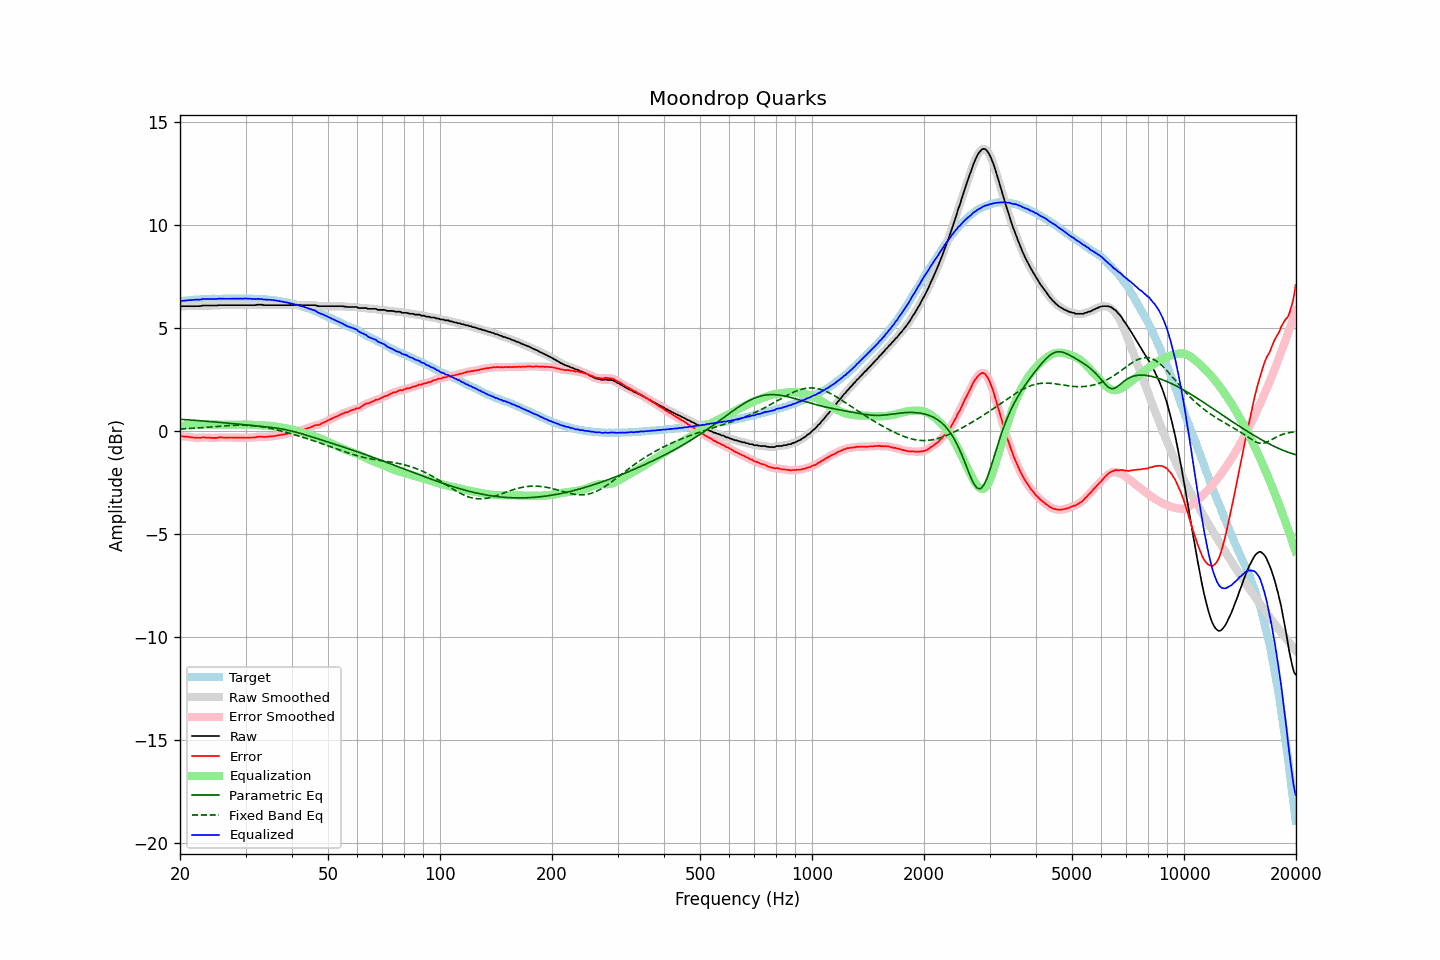 Moondrop Quarks
Amplitude (dBr)
15
10
5
0
−5
−10
−15
−20
Target
Raw Smoothed
Error Smoothed
Raw
Error
Equalization
Parametric Eq
Fixed Band Eq
Equalized
20 50 100 200 500 1000 2000 5000 10000 20000
Frequency (Hz)